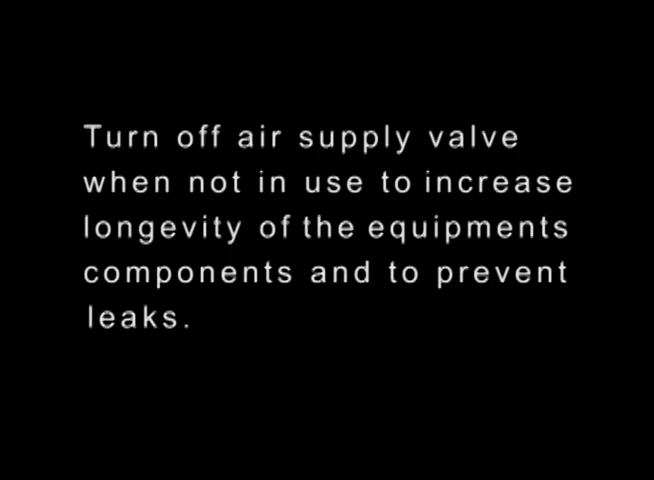 Turn off air supply valve
when not in use to increase
longevity of the equipments
components and to prevent
leaks.